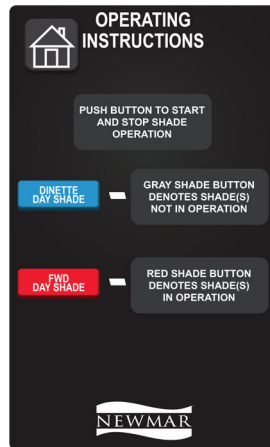 OPERATING
INSTRUCTIONS
PUSH BUTTON TO START
AND STOP SHADE
OPERATION
DINETTE
DAY SHADE
GRAY SHADE BUTTON
DENOTES SHADE(S)
NOT IN OPERATION
FWD
DAY SHADE
RED SHADE BUTTON
DENOTES SHADE(S)
IN OPERATION
NEWMAR